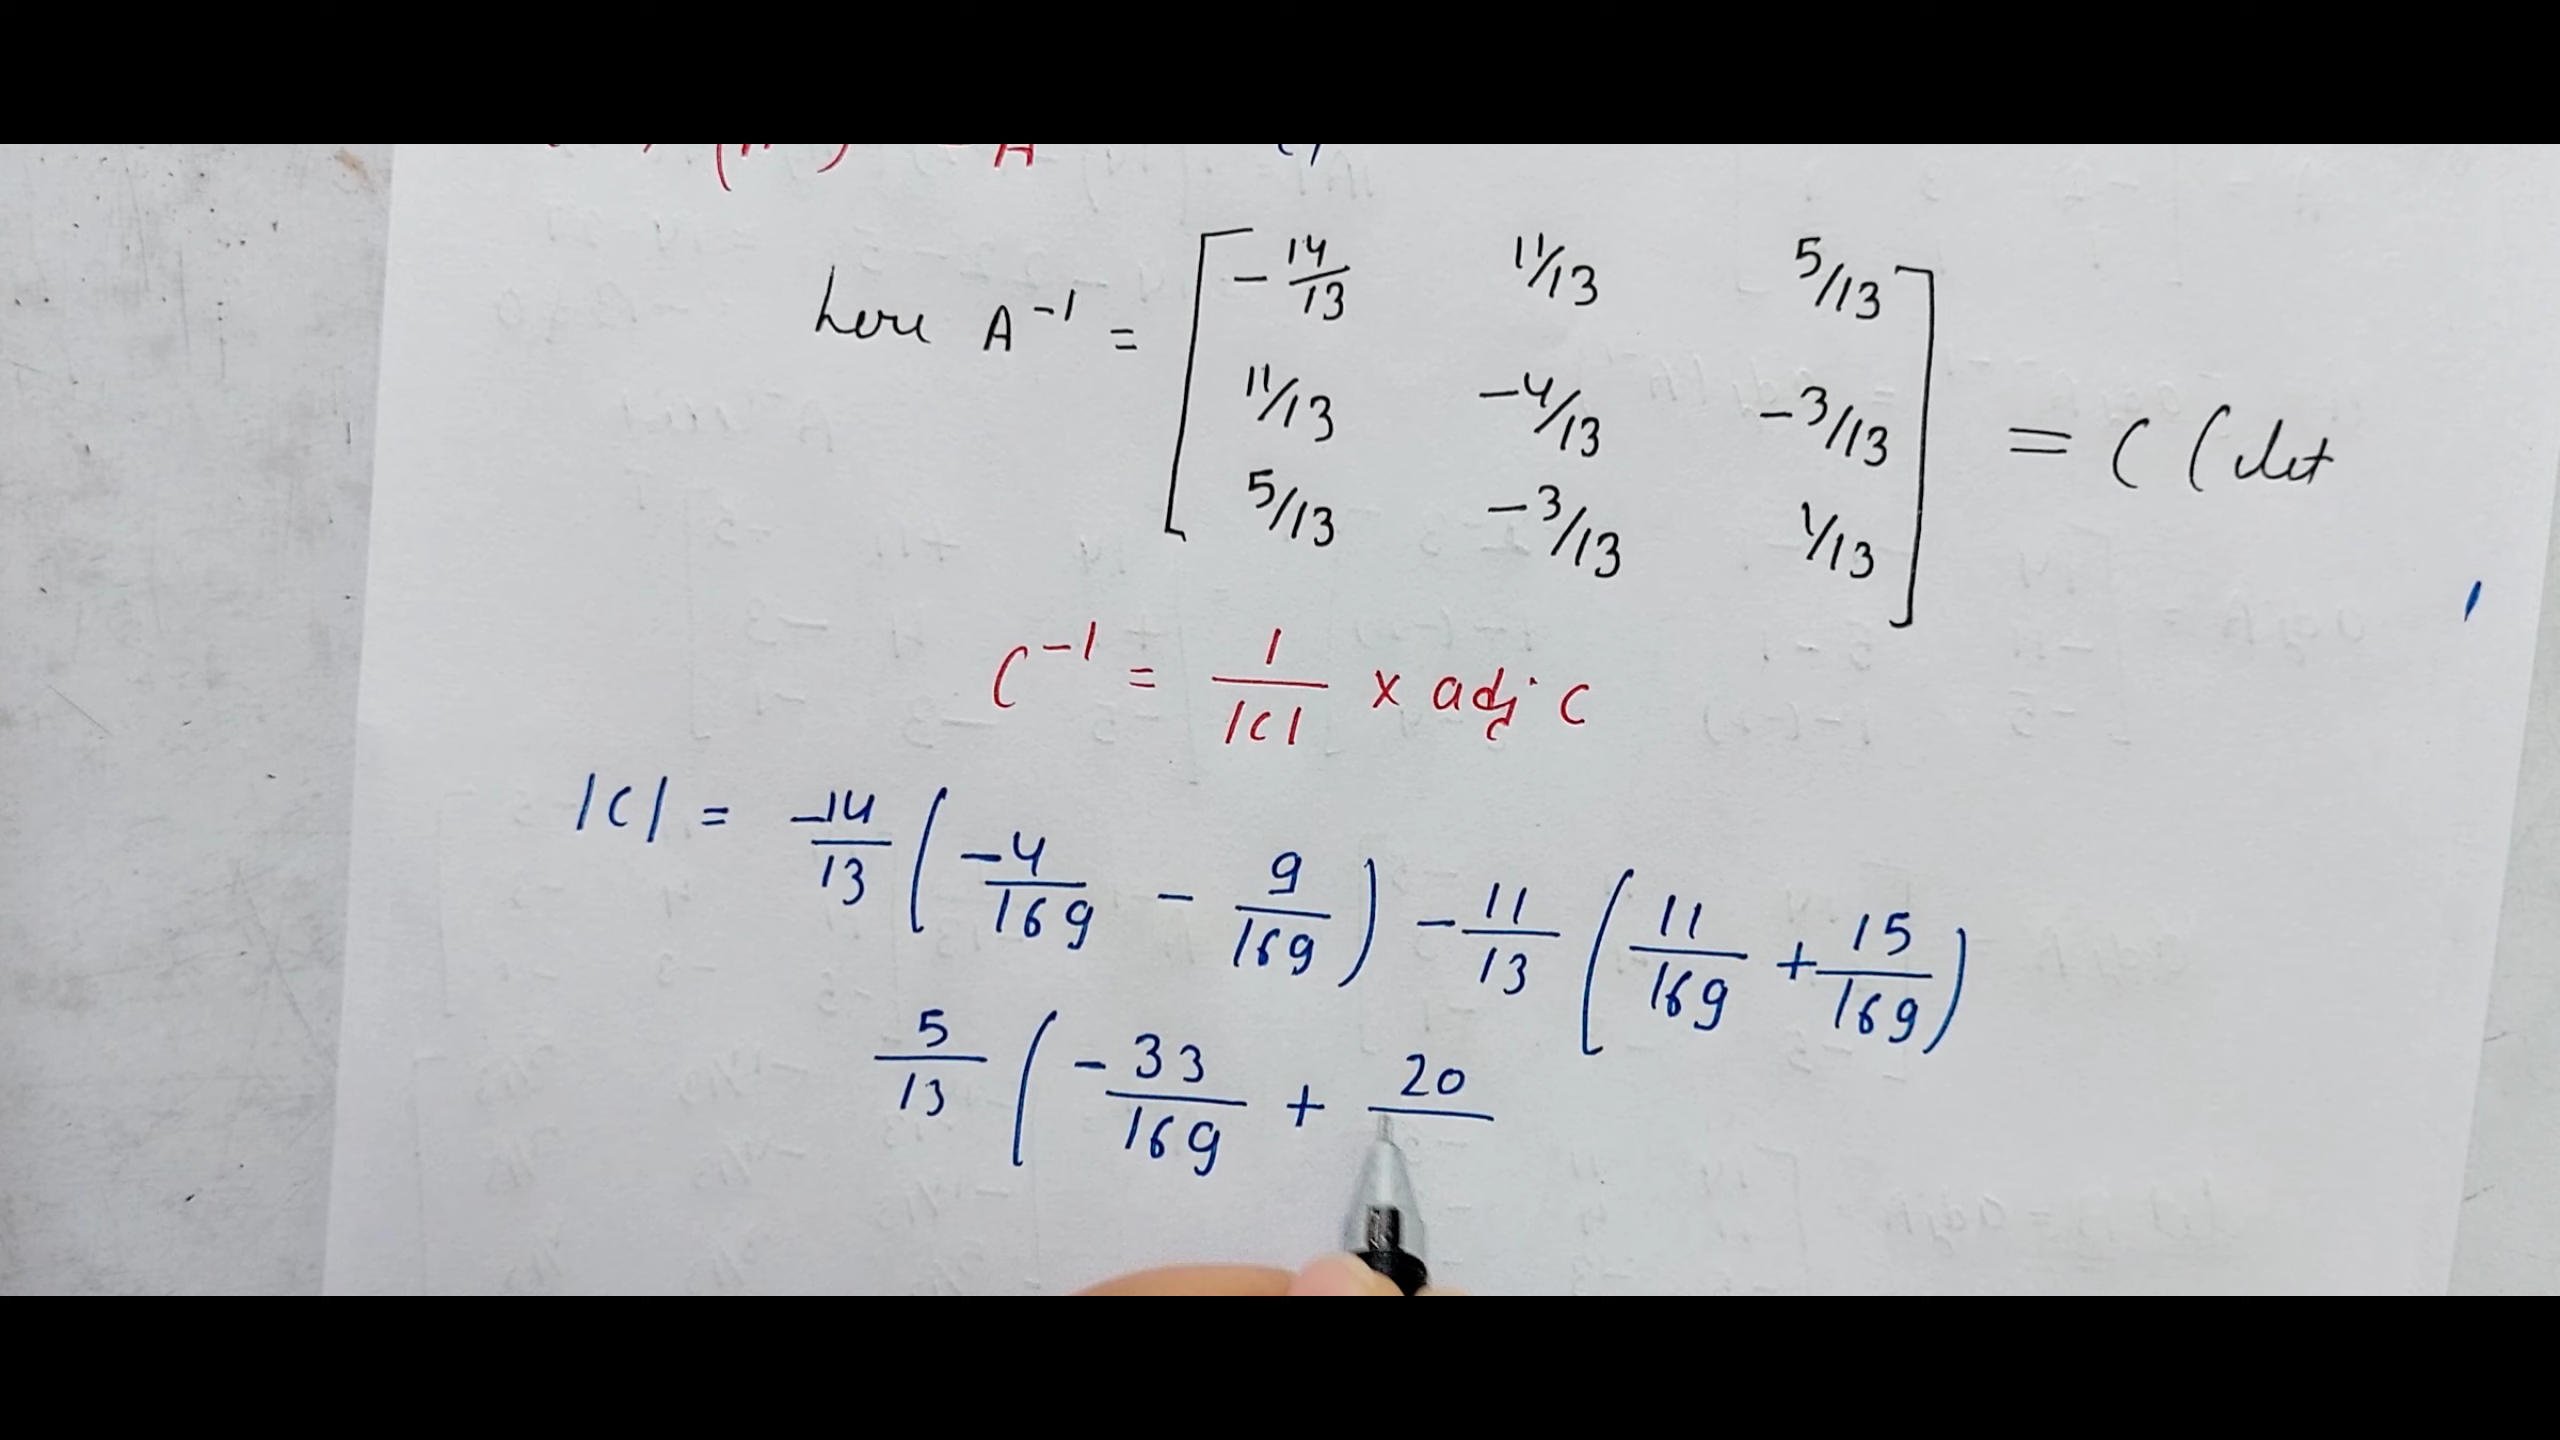 here A⁻¹ = [ -14/13 11/13 5/13
11/13 -4/13 -3/13 = C (let
5/13 -3/13 1/13 ]
C⁻¹ = 1/|C| x adj. C
|C| = -14/13 ( -4/169 - 9/169 ) - 11/13 ( 11/169 + 15/169 )
5/13 ( -33/169 + 20